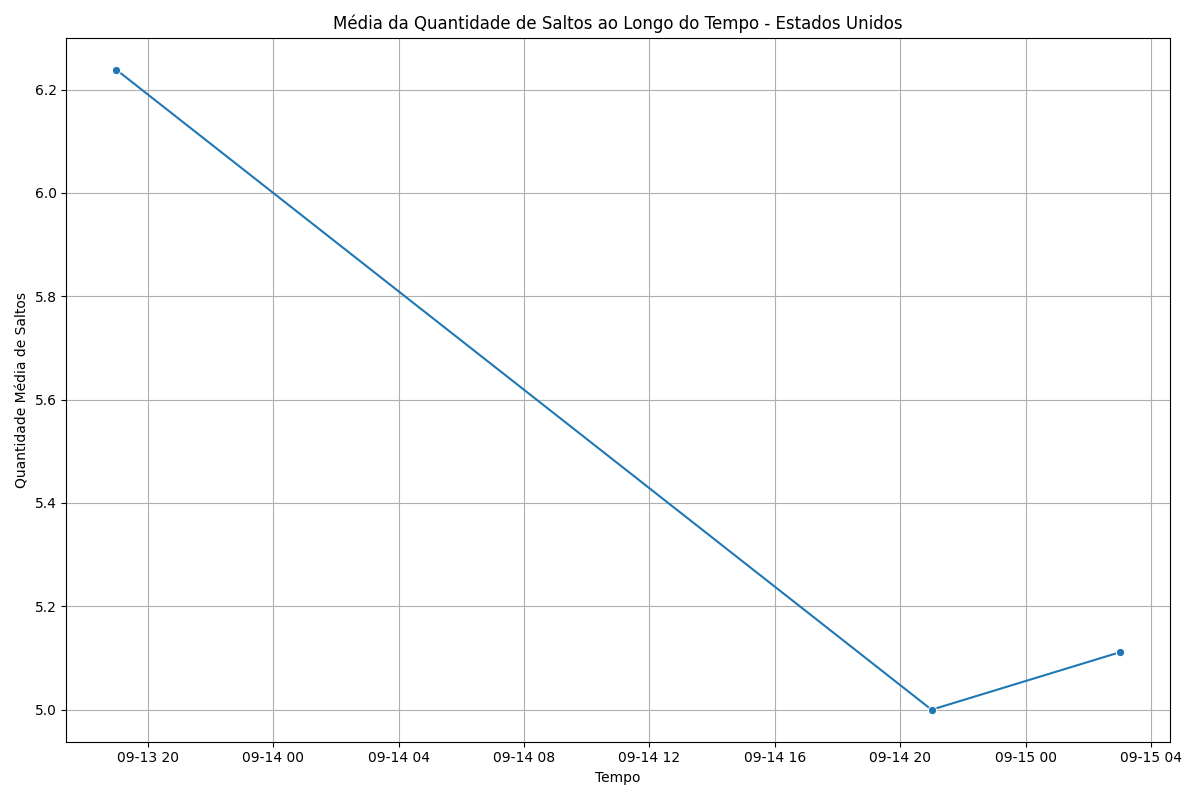 Média da Quantidade de Saltos ao Longo do Tempo - Estados Unidos
Quantidade Média de Saltos
6.2
6.0
5.8
5.6
5.4
5.2
5.0
09-13 20 09-14 00 09-14 04 09-14 08 09-14 12 09-14 16 09-14 20 09-15 00 09-15 04
Tempo